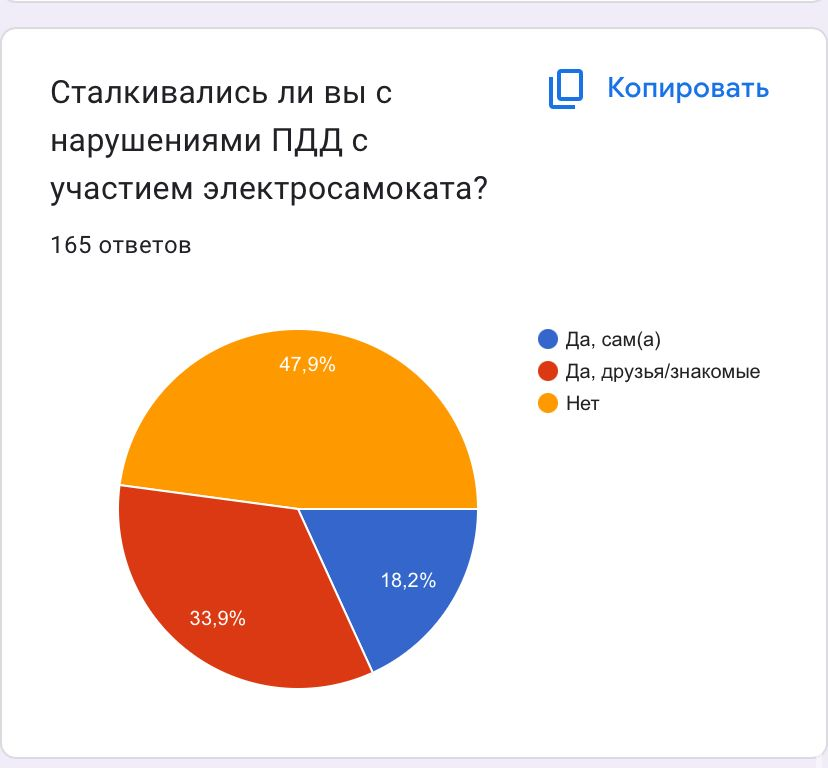 Сталкивались ли вы с
нарушениями ПДД с
участием электросамоката?
Копировать
165 ответов
47,9%
33,9%
18,2%
Да, сам(а)
Да, друзья/знакомые
Нет